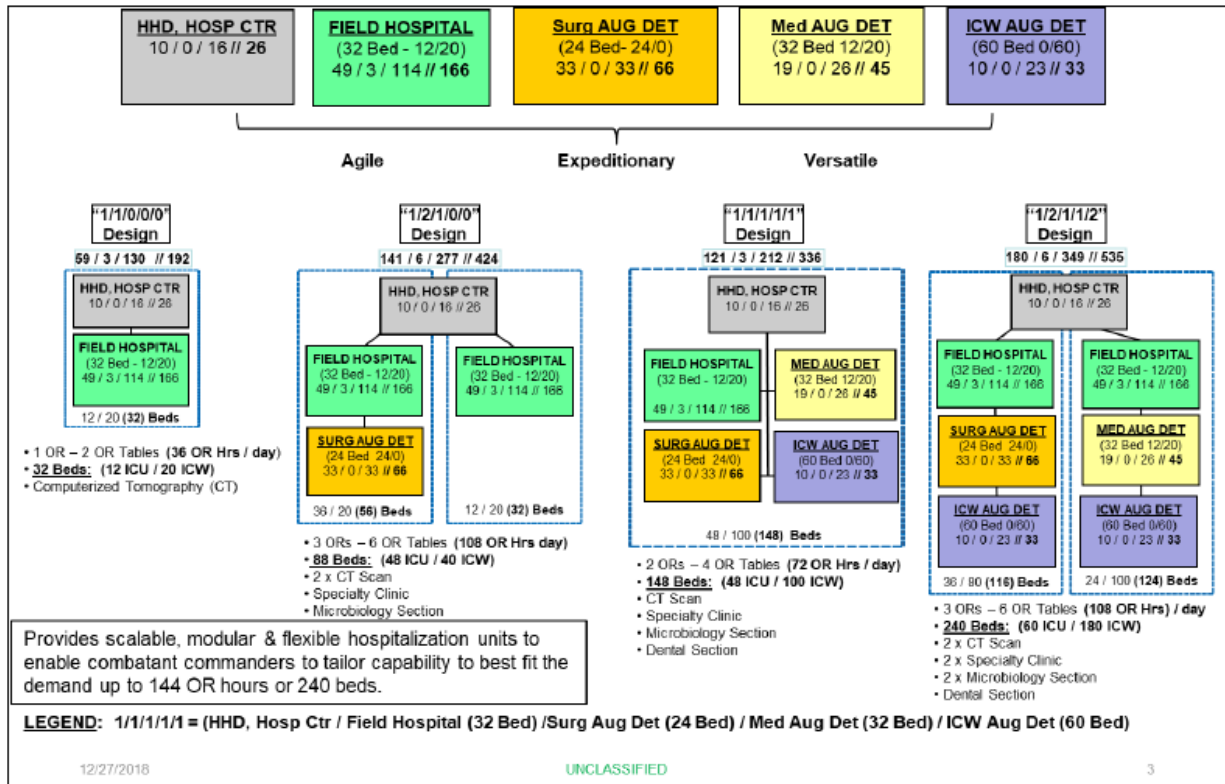 HHD, HOSP CTR
10 / 0 / 16 // 26
FIELD HOSPITAL
(32 Bed - 12/20)
49 / 3 / 114 // 166
Surg AUG DET
(24 Bed- 24/0)
33 / 0 / 33 // 66
Med AUG DET
(32 Bed 12/20)
19 / 0 / 26 // 45
ICW AUG DET
(60 Bed 0/60)
10 / 0 / 23 // 33
Agile
Expeditionary
Versatile
"1/1/0/0/0"
Design
59 / 3 / 130 // 192
HHD, HOSP CTR
10 / 0 / 16 // 26
FIELD HOSPITAL
(32 Bed - 12/20)
49 / 3 / 114 // 166
12 / 20 (32) Beds
• 1 OR – 2 OR Tables (36 OR Hrs / day)
• 32 Beds: (12 ICU / 20 ICW)
• Computerized Tomography (CT)
"1/2/1/0/0"
Design
141 / 6 / 277 // 424
HHD, HOSP CTR
10 / 0 / 16 // 26
FIELD HOSPITAL
(32 Bed - 12/20)
49 / 3 / 114 // 166
SURG AUG DET
(24 Bed 24/0)
33 / 0 / 33 // 66
36 / 20 (56) Beds
FIELD HOSPITAL
(32 Bed - 12/20)
49 / 3 / 114 // 166
12 / 20 (32) Beds
• 3 ORs – 6 OR Tables (108 OR Hrs day)
• 88 Beds: (48 ICU / 40 ICW)
• 2 x CT Scan
• Specialty Clinic
• Microbiology Section
"1/1/1/1/1"
Design
121 / 3 / 212 // 336
HHD, HOSP CTR
10 / 0 / 16 // 26
FIELD HOSPITAL
(32 Bed - 12/20)
49 / 3 / 114 // 166
MED AUG DET
(32 Bed 12/20)
19 / 0 / 26 // 45
SURG AUG DET
(24 Bed 24/0)
33 / 0 / 33 // 66
ICW AUG DET
(60 Bed 0/60)
10 / 0 / 23 // 33
48 / 100 (148) Beds
• 2 ORs – 4 OR Tables (72 OR Hrs / day)
• 148 Beds: (48 ICU / 100 ICW)
• CT Scan
• Specialty Clinic
• Microbiology Section
• Dental Section
"1/2/1/1/2"
Design
180 / 6 / 349 // 535
HHD, HOSP CTR
10 / 0 / 16 // 26
FIELD HOSPITAL
(32 Bed - 12/20)
49 / 3 / 114 // 166
SURG AUG DET
(24 Bed 24/0)
33 / 0 / 33 // 66
ICW AUG DET
(60 Bed 0/60)
10 / 0 / 23 // 33
36 / 80 (116) Beds
FIELD HOSPITAL
(32 Bed - 12/20)
49 / 3 / 114 // 166
MED AUG DET
(32 Bed 12/20)
19 / 0 / 26 // 45
ICW AUG DET
(60 Bed 0/60)
10 / 0 / 23 // 33
24 / 100 (124) Beds
• 3 ORs – 6 OR Tables (108 OR Hrs) / day
• 240 Beds: (60 ICU / 180 ICW)
• 2 x CT Scan
• 2 x Specialty Clinic
• 2 x Microbiology Section
• Dental Section
Provides scalable, modular & flexible hospitalization units to
enable combatant commanders to tailor capability to best fit the
demand up to 144 OR hours or 240 beds.
LEGEND: 1/1/1/1/1 = (HHD, Hosp Ctr / Field Hospital (32 Bed) /Surg Aug Det (24 Bed) / Med Aug Det (32 Bed) / ICW Aug Det (60 Bed)
12/27/2018
UNCLASSIFIED
3